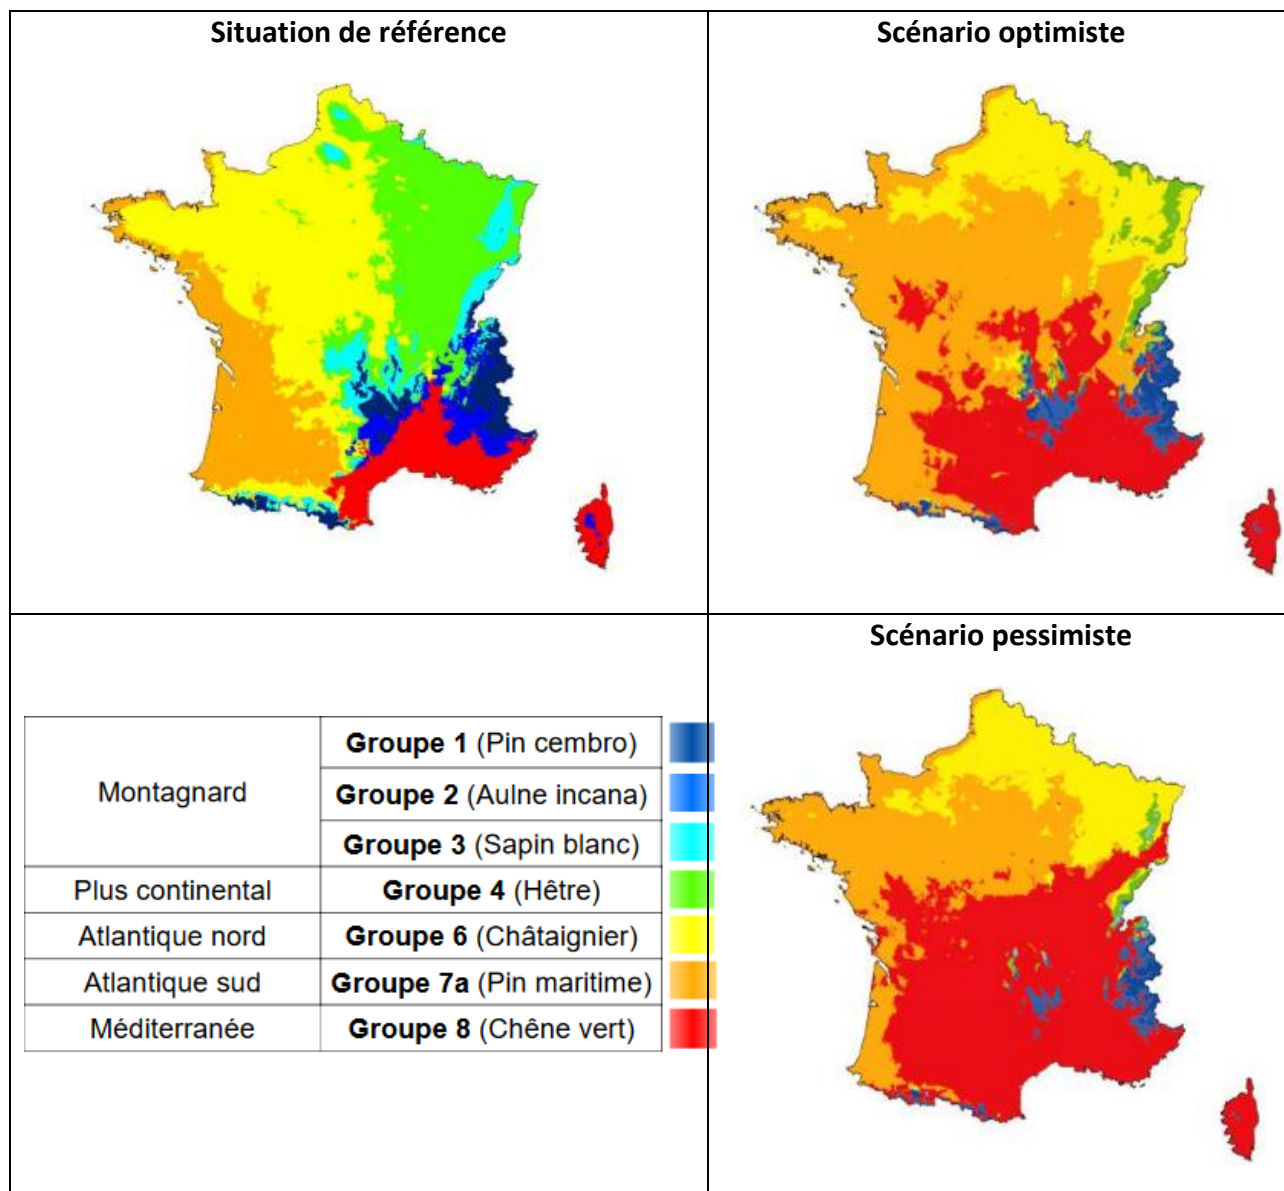 Situation de référence
Scénario optimiste
Scénario pessimiste
Montagnard
Groupe 1 (Pin cembro)
Groupe 2 (Aulne incana)
Groupe 3 (Sapin blanc)
Plus continental
Groupe 4 (Hêtre)
Atlantique nord
Groupe 6 (Châtaignier)
Atlantique sud
Groupe 7a (Pin maritime)
Méditerranée
Groupe 8 (Chêne vert)